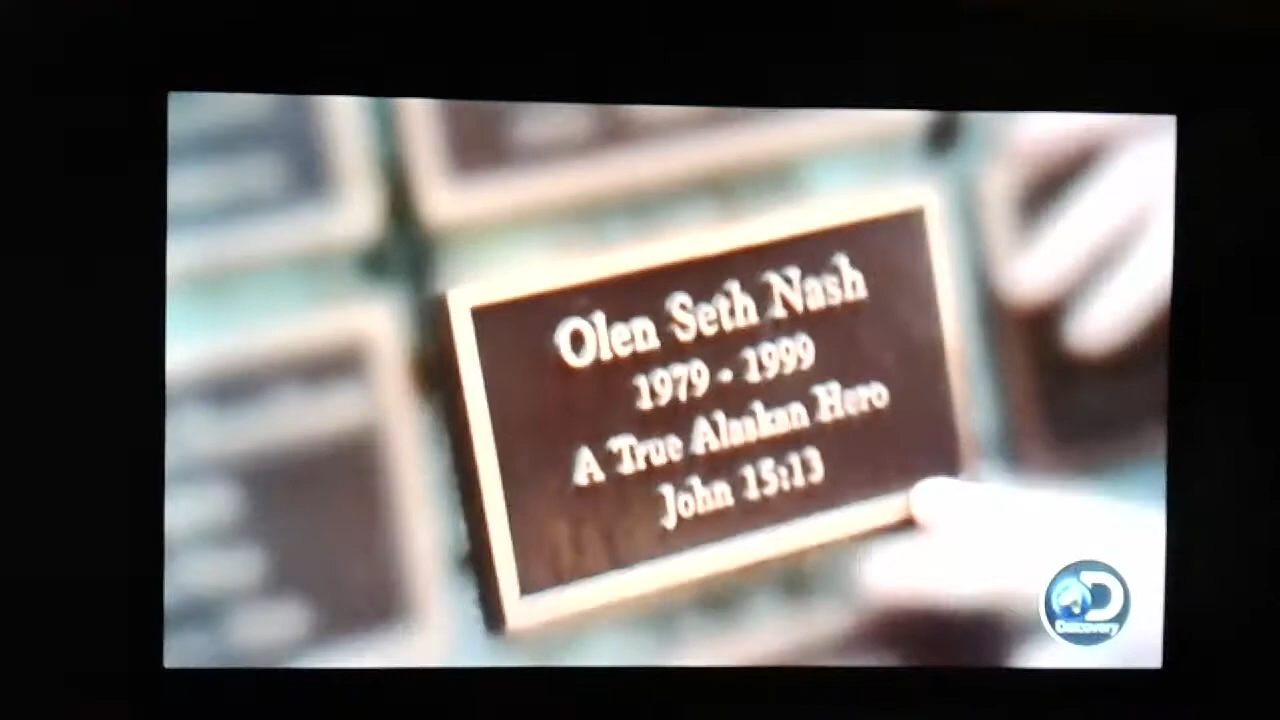 Olen Seth Nash
1979 - 1999
A True Alaskan Hero
John 15:13
Discovery